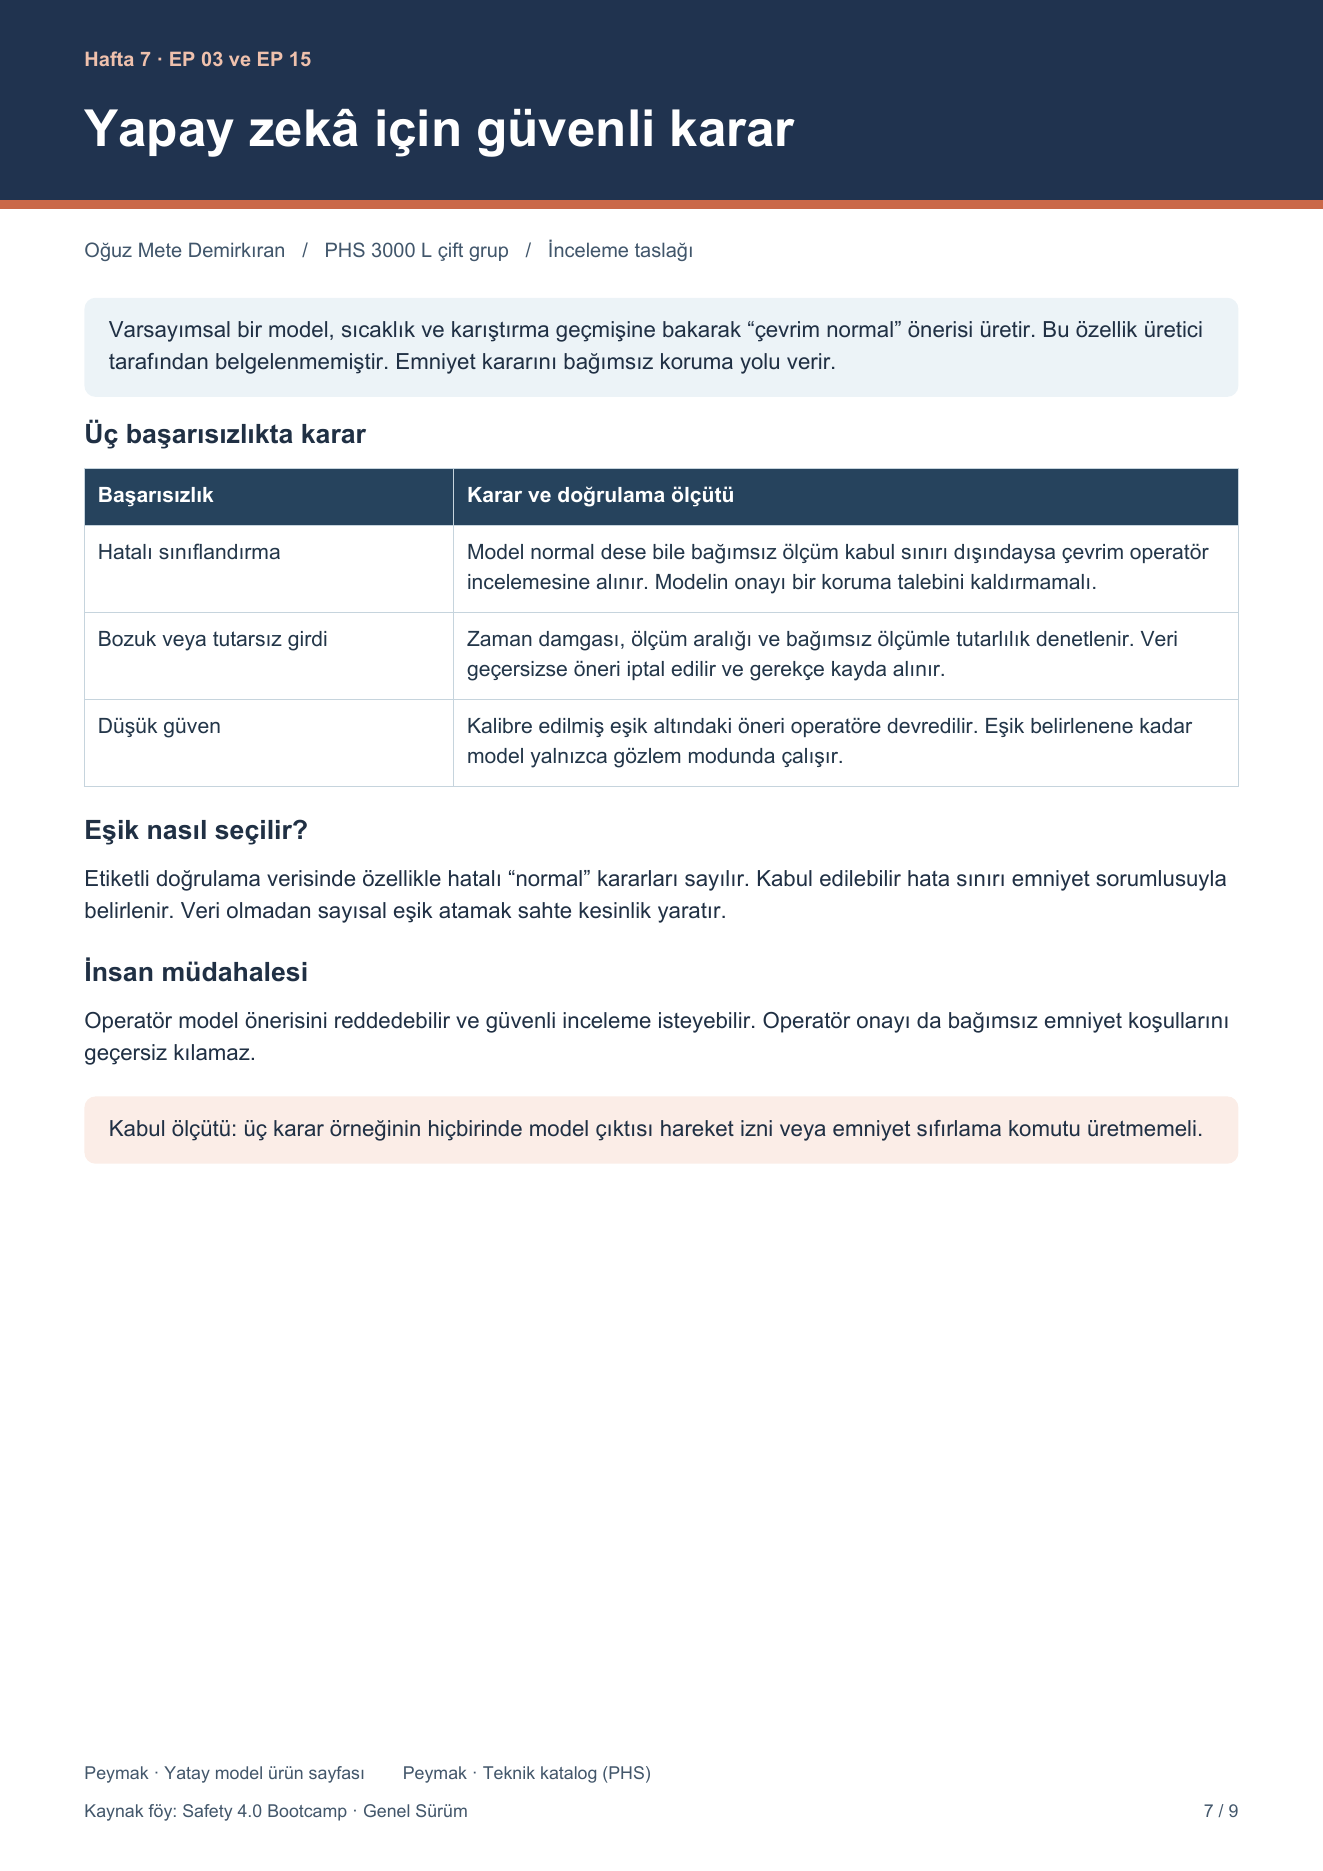 Hafta 7 · EP 03 ve EP 15
Yapay zekâ için güvenli karar
Oğuz Mete Demirkıran / PHS 3000 L çift grup / İnceleme taslağı
Varsayımsal bir model, sıcaklık ve karıştırma geçmişine bakarak “çevrim normal” önerisi üretir. Bu özellik üretici
tarafından belgelenmemiştir. Emniyet kararını bağımsız koruma yolu verir.
Üç başarısızlıkta karar
Başarısızlık
Karar ve doğrulama ölçütü
Hatalı sınıflandırma
Model normal dese bile bağımsız ölçüm kabul sınırı dışındaysa çevrim operatör
incelemesine alınır. Modelin onayı bir koruma talebini kaldırmamalı.
Bozuk veya tutarsız girdi
Zaman damgası, ölçüm aralığı ve bağımsız ölçümle tutarlılık denetlenir. Veri
geçersizse öneri iptal edilir ve gerekçe kayda alınır.
Düşük güven
Kalibre edilmiş eşik altındaki öneri operatöre devredilir. Eşik belirlenene kadar
model yalnızca gözlem modunda çalışır.
Eşik nasıl seçilir?
Etiketli doğrulama verisinde özellikle hatalı “normal” kararları sayılır. Kabul edilebilir hata sınırı emniyet sorumlusuyla
belirlenir. Veri olmadan sayısal eşik atamak sahte kesinlik yaratır.
İnsan müdahalesi
Operatör model önerisini reddedebilir ve güvenli inceleme isteyebilir. Operatör onayı da bağımsız emniyet koşullarını
geçersiz kılamaz.
Kabul ölçütü: üç karar örneğinin hiçbirinde model çıktısı hareket izni veya emniyet sıfırlama komutu üretmemeli.
Peymak · Yatay model ürün sayfası Peymak · Teknik katalog (PHS)
Kaynak föy: Safety 4.0 Bootcamp · Genel Sürüm 7 / 9